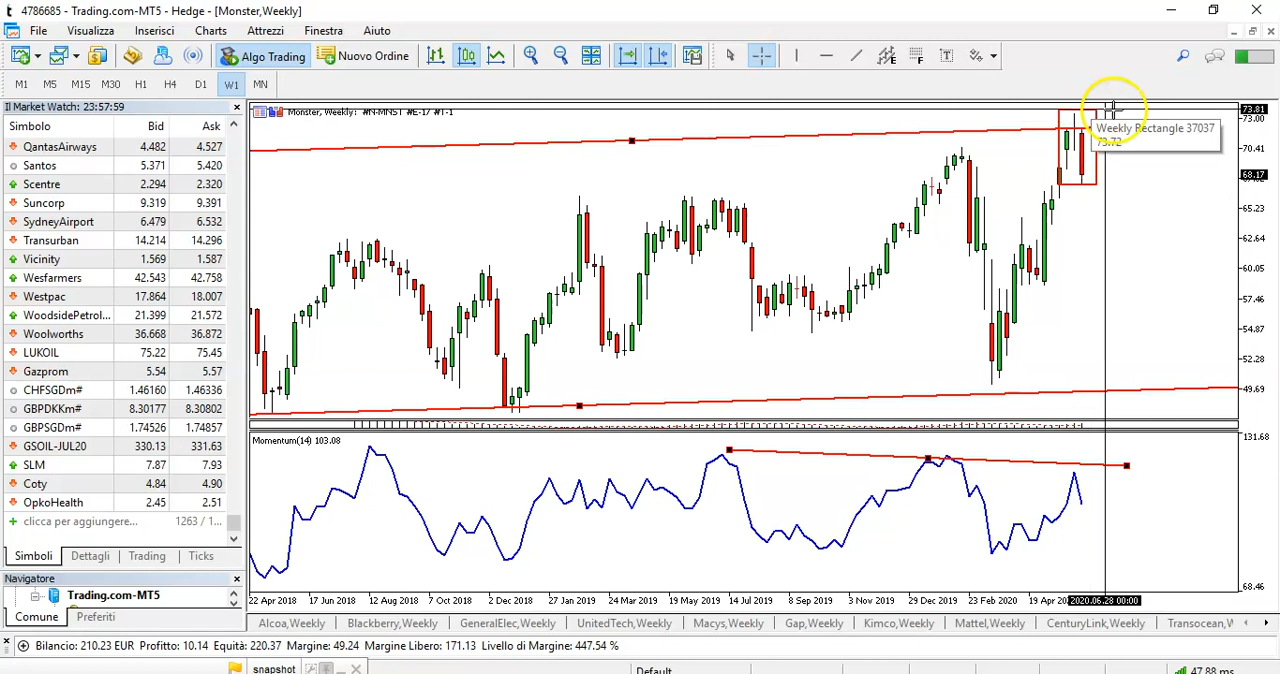 4786685 - Trading.com-MT5 - Hedge - [Monster,Weekly]
File Visualizza Inserisci Charts Attrezzi Finestra Aiuto
Algo Trading Nuovo Ordine
M1 M5 M15 M30 H1 H4 D1 W1 MN
Il Market Watch: 23:57:59
Simbolo Bid Ask
QantasAirways 4.482 4.527
Santos 5.371 5.420
Scentre 2.294 2.320
Suncorp 9.319 9.391
SydneyAirport 6.479 6.532
Transurban 14.214 14.296
Vicinity 1.569 1.587
Wesfarmers 42.543 42.758
Westpac 17.864 18.007
WoodsidePetrol... 21.399 21.572
Woolworths 36.668 36.872
LUKOIL 75.22 75.45
Gazprom 5.54 5.57
CHFSGDm# 1.46160 1.46336
GBPDKKm# 8.30177 8.30802
GBPSGDm# 1.74526 1.74857
GSOIL-JUL20 330.13 331.63
SLM 7.87 7.93
Coty 4.84 4.90
OpkoHealth 2.45 2.51
clicca per aggiungere... 1263 / 1...
Simboli Dettagli Trading Ticks
Navigatore
Trading.com-MT5
Comune Preferiti
Monster, Weekly: #N-MNST #E-17 #T-1
Weekly Rectangle 37037
73.72
73.81
73.00
70.41
68.17
65.23
62.64
60.05
57.46
54.87
52.28
49.69
Momentum(14) 103.08
131.68
68.46
22 Apr 2018 17 Jun 2018 12 Aug 2018 7 Oct 2018 2 Dec 2018 27 Jan 2019 24 Mar 2019 19 May 2019 14 Jul 2019 8 Sep 2019 3 Nov 2019 29 Dec 2019 23 Feb 2020 19 Apr 2020.06.28 00:00
Alcoa,Weekly Blackberry,Weekly GeneralElec,Weekly UnitedTech,Weekly Macys,Weekly Gap,Weekly Kimco,Weekly Mattel,Weekly CenturyLink,Weekly Transocean,W
Bilancio: 210.23 EUR Profitto: 10.14 Equità: 220.37 Margine: 49.24 Margine Libero: 171.13 Livello di Margine: 447.54 %
snapshot Default 47.88 ms